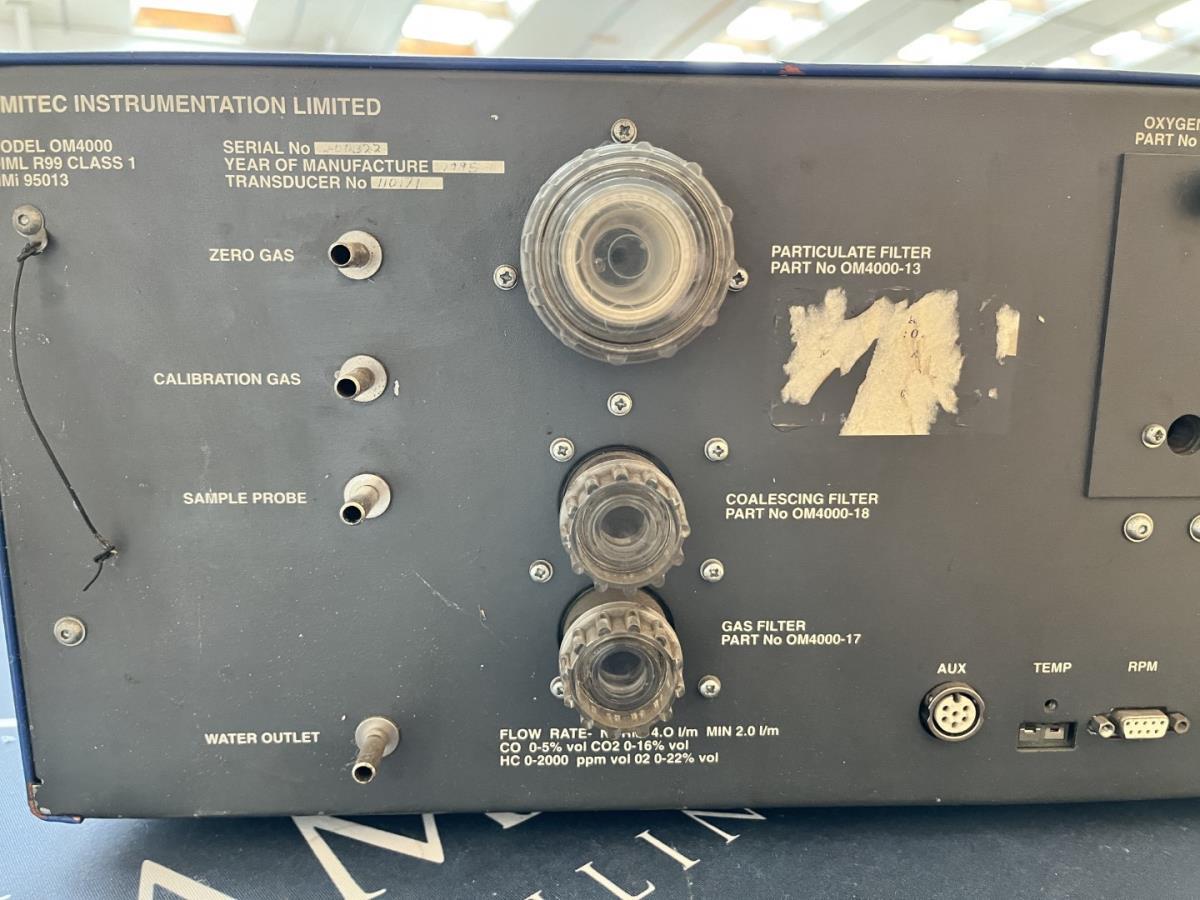 MITEC INSTRUMENTATION LIMITED
ODEL OM4000
IML R99 CLASS 1
Mi 95013
SERIAL No
YEAR OF MANUFACTURE 1995
TRANSDUCER No
ZERO GAS
CALIBRATION GAS
SAMPLE PROBE
WATER OUTLET
PARTICULATE FILTER
PART No OM4000-13
COALESCING FILTER
PART No OM4000-18
GAS FILTER
PART No OM4000-17
FLOW RATE- 4.0 l/m MIN 2.0 l/m
CO 0-5% vol CO2 0-16% vol
HC 0-2000 ppm vol 02 0-22% vol
OXYGEN
PART No
AUX
TEMP
RPM